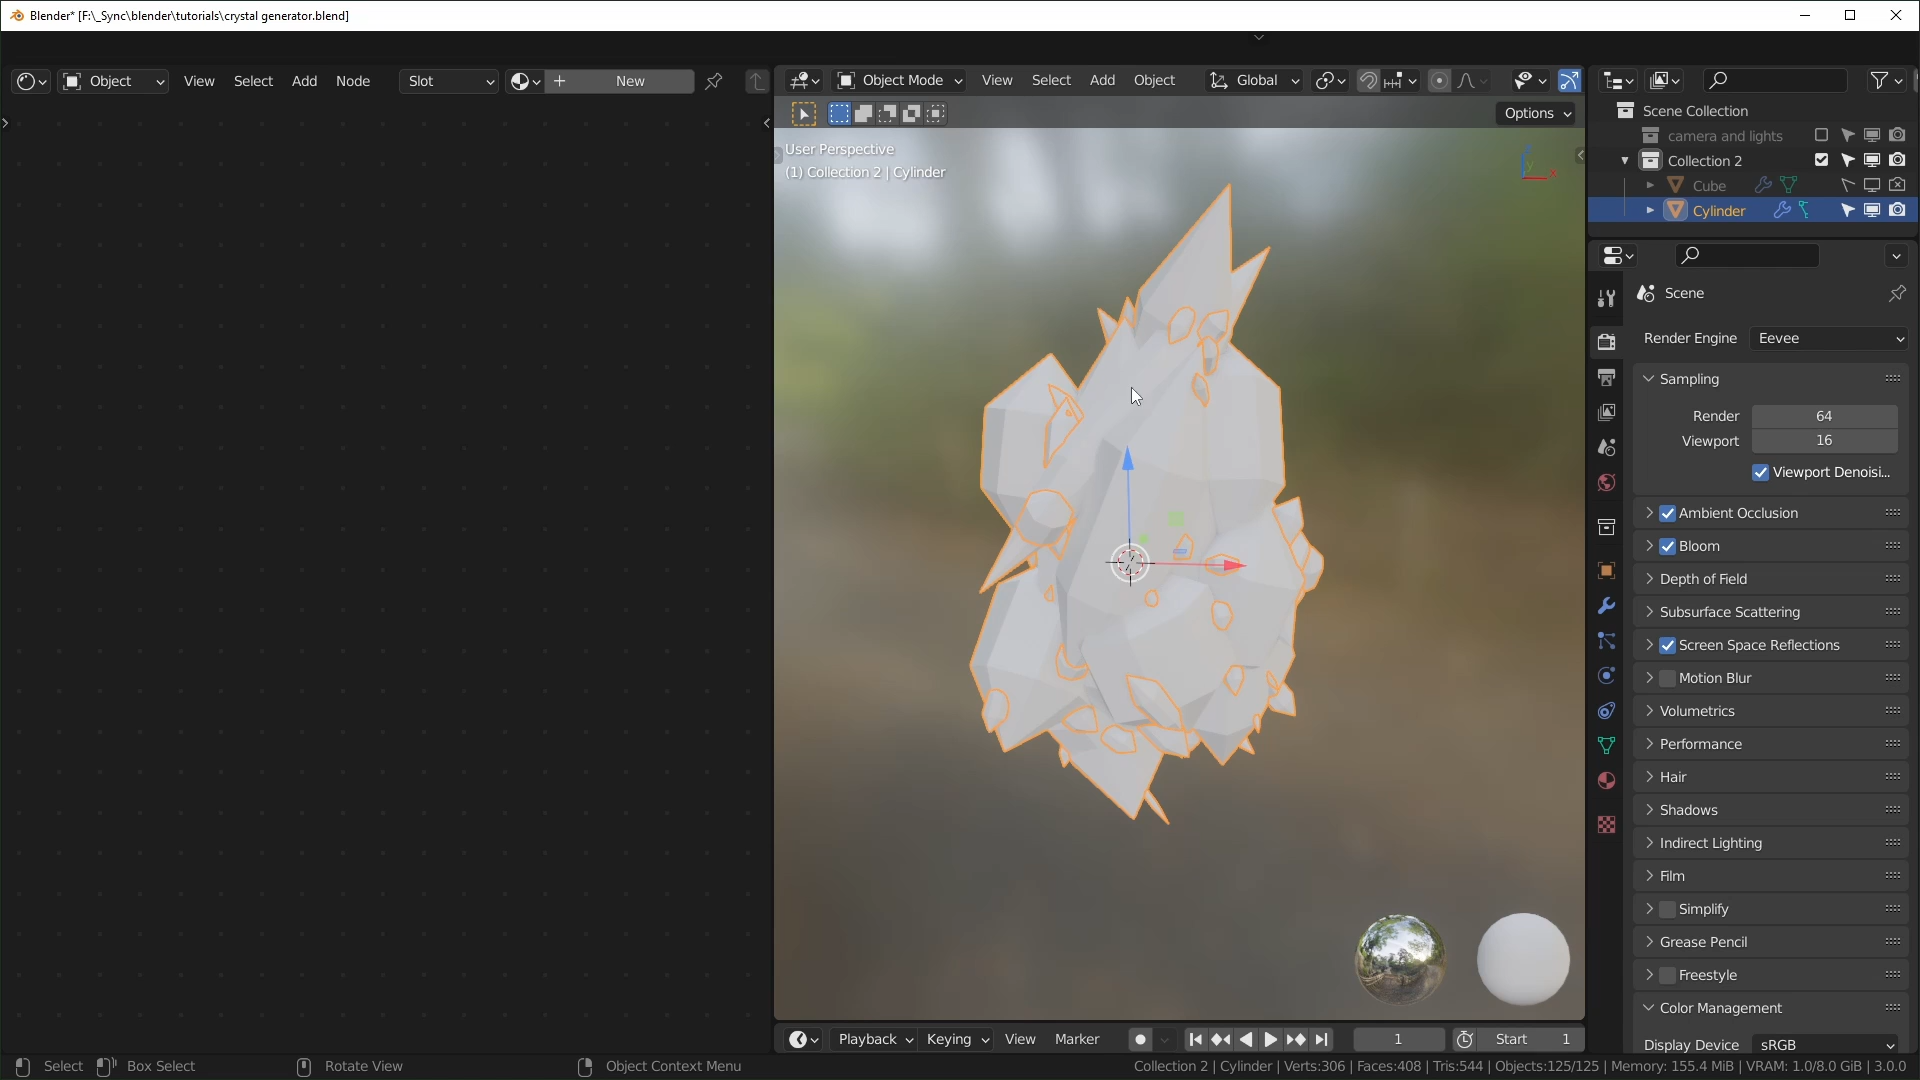 Blender* [F:\_Sync\blender\tutorials\crystal generator.blend]
Object View Select Add Node Slot New
Object Mode View Select Add Object Global
Options
User Perspective
(1) Collection 2 | Cylinder
Y X
Scene Collection
camera and lights
Collection 2
Cube
Cylinder
Scene
Render Engine Eevee
Sampling
Render 64
Viewport 16
Viewport Denoisi...
Ambient Occlusion
Bloom
Depth of Field
Subsurface Scattering
Screen Space Reflections
Motion Blur
Volumetrics
Performance
Hair
Shadows
Indirect Lighting
Film
Simplify
Grease Pencil
Freestyle
Color Management
Display Device sRGB
Playback Keying View Marker 1 Start 1
Select Box Select Rotate View Object Context Menu Collection 2 | Cylinder | Verts:306 | Faces:408 | Tris:544 | Objects:125/125 | Memory: 155.4 MiB | VRAM: 1.0/8.0 GiB | 3.0.0